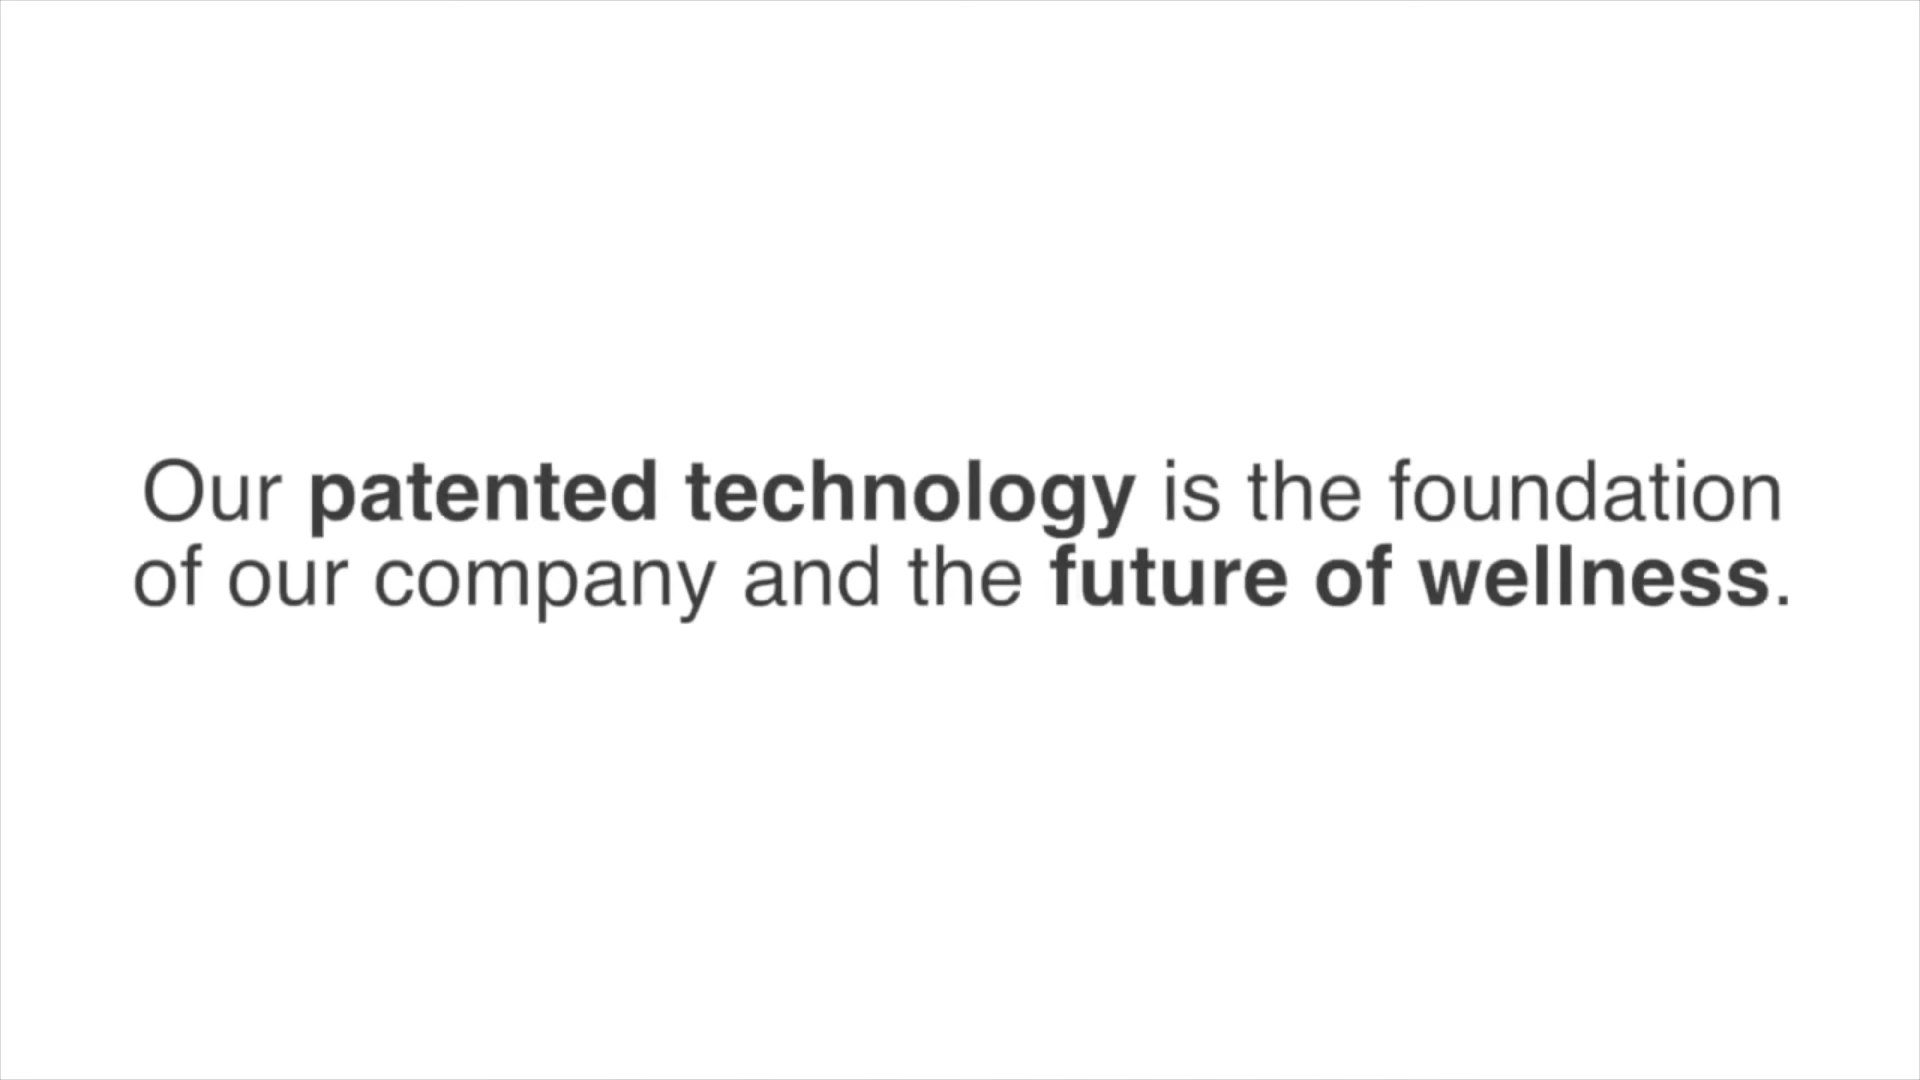 Our patented technology is the foundation
of our company and the future of wellness.